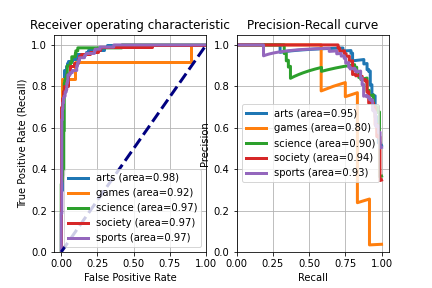 Receiver operating characteristic
True Positive Rate (Recall)
1.0
0.8
0.6
0.4
0.2
0.0
arts (area=0.98)
games (area=0.92)
science (area=0.97)
society (area=0.97)
sports (area=0.97)
0.00 0.25 0.50 0.75 1.00
False Positive Rate
Precision-Recall curve
Precision
1.0
0.8
0.6
0.4
0.2
0.0
arts (area=0.95)
games (area=0.80)
science (area=0.90)
society (area=0.94)
sports (area=0.93)
0.00 0.25 0.50 0.75 1.00
Recall